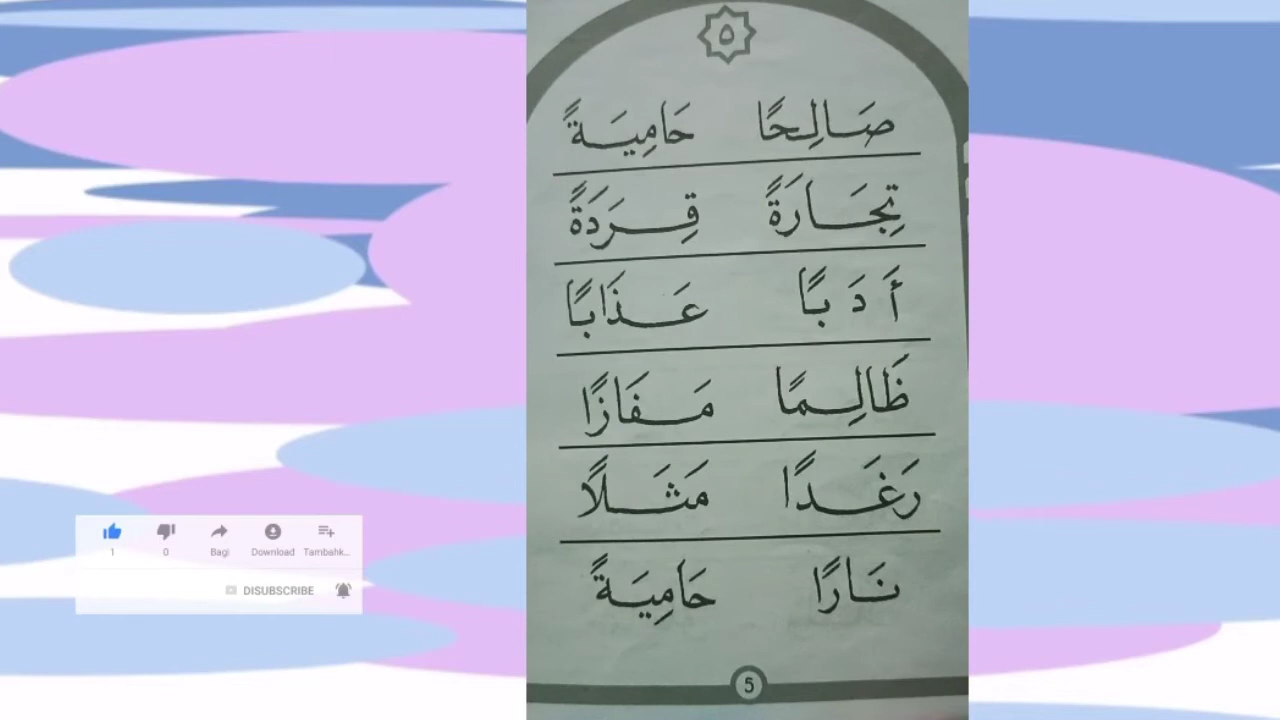 ٥
صَالِحًا حَامِيَةً
تِجَارَةً قِرَدَةً
أَ دَ بًا عَذَابًا
ظَالِمًا مَفَازًا
رَغَدًا مَثَلًا
نَارًا حَامِيَةً
5
1 0 Bagi Download Tambahk...
DISUBSCRIBE